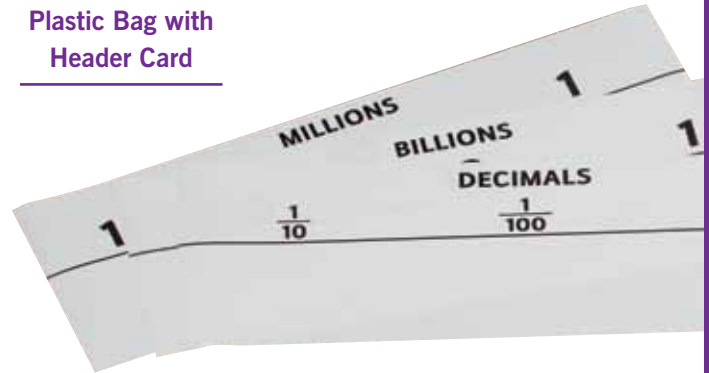 Plastic Bag with
Header Card
MILLIONS 1
BILLIONS 1
DECIMALS
1 1/10 1/100